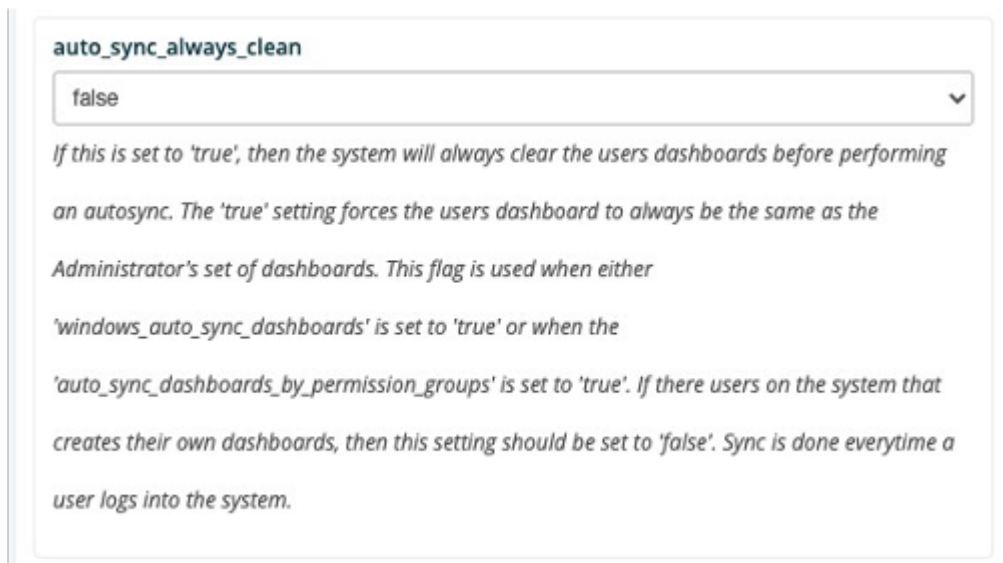 auto_sync_always_clean
false
If this is set to 'true', then the system will always clear the users dashboards before performing
an autosync. The 'true' setting forces the users dashboard to always be the same as the
Administrator's set of dashboards. This flag is used when either
'windows_auto_sync_dashboards' is set to 'true' or when the
'auto_sync_dashboards_by_permission_groups' is set to 'true'. If there users on the system that
creates their own dashboards, then this setting should be set to 'false'. Sync is done everytime a
user logs into the system.